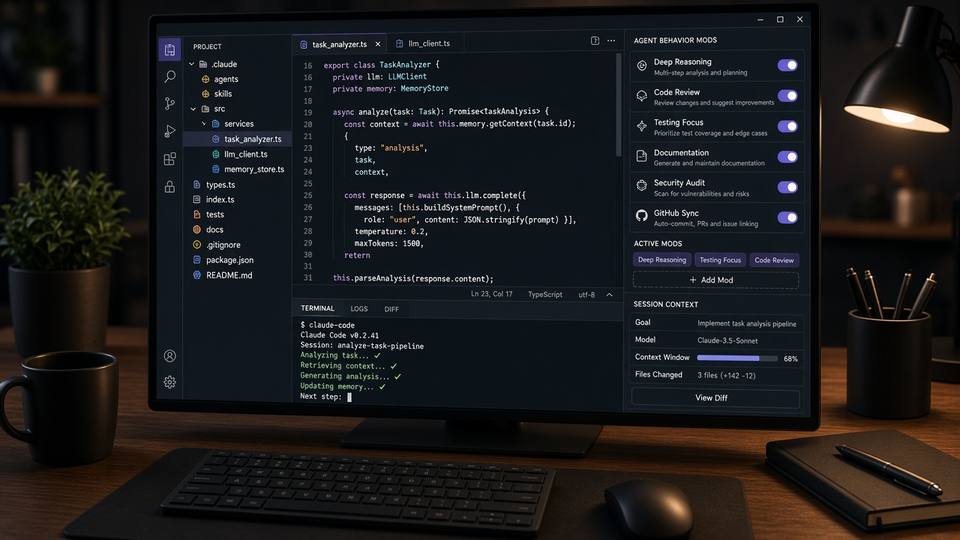 PROJECT
.claude
agents
skills
src
services
task_analyzer.ts
llm_client.ts
memory_store.ts
types.ts
index.ts
tests
docs
.gitignore
package.json
README.md
task_analyzer.ts
llm_client.ts
16 export class TaskAnalyzer {
16 private llm: LLMClient
17 private memory: MemoryStore
18
19 async analyze(task: Task): Promise<taskAnalysis> {
20 const context = await this.memory.getContext(task.id);
21 {
23 type: "analysis",
23 task,
24 context,
25
25 const response = await this.llm.complete({
26 messages: [this.buildSystemPrompt(), {
27 role: "user", content: JSON.stringify(prompt) }],
28 temperature: 0.2,
29 maxTokens: 1500,
30 return
31
31 this.parseAnalysis(response.content);
Ln 23, Col 17 TypeScript utf-8
TERMINAL LOGS DIFF
$ claude-code
Claude Code v0.2.41
Session: analyze-task-pipeline
Analyzing task... ✓
Retrieving context... ✓
Generating analysis... ✓
Updating memory... ✓
Next step:
AGENT BEHAVIOR MODS
Deep Reasoning
Multi-step analysis and planning
Code Review
Review changes and suggest improvements
Testing Focus
Prioritize test coverage and edge cases
Documentation
Generate and maintain documentation
Security Audit
Scan for vulnerabilities and risks
GitHub Sync
Auto-commit, PRs and issue linking
ACTIVE MODS
Deep Reasoning Testing Focus Code Review
+ Add Mod
SESSION CONTEXT
Goal Implement task analysis pipeline
Model Claude-3.5-Sonnet
Context Window 68%
Files Changed 3 files (+142 -12)
View Diff